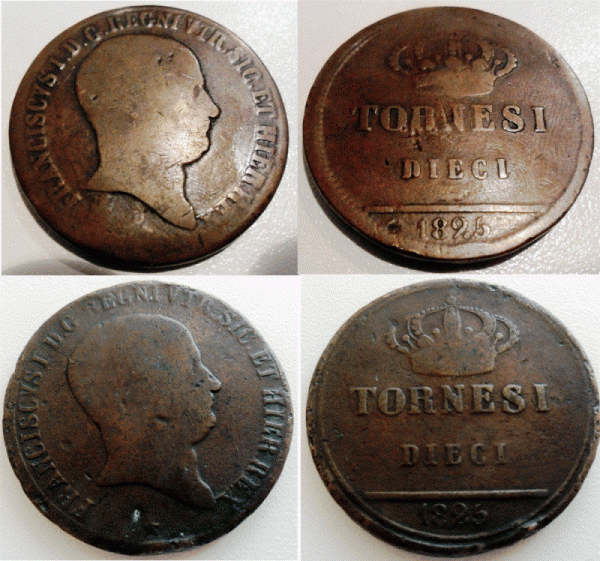 FRANCISCVS I. D. G. REGNI VTR. SIC. ET HIER
TORNESI
DIECI
1825
FRANCISCVS I. D. G. REGNI VTR. SIC. ET HIER REX
TORNESI
DIECI
1825